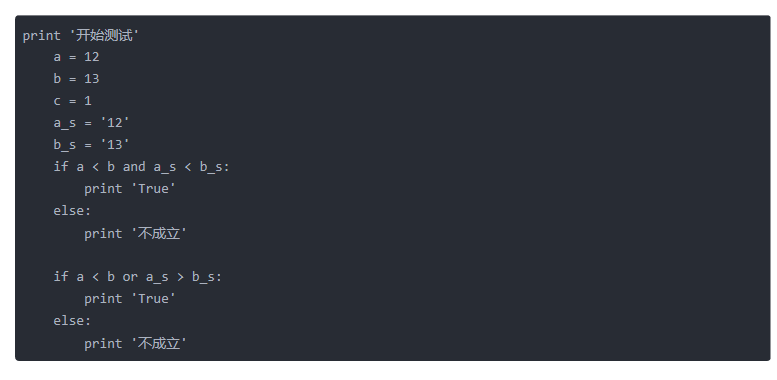 print '开始测试'
    a = 12
    b = 13
    c = 1
    a_s = '12'
    b_s = '13'
    if a < b and a_s < b_s:
        print 'True'
    else:
        print '不成立'

    if a < b or a_s > b_s:
        print 'True'
    else:
        print '不成立'